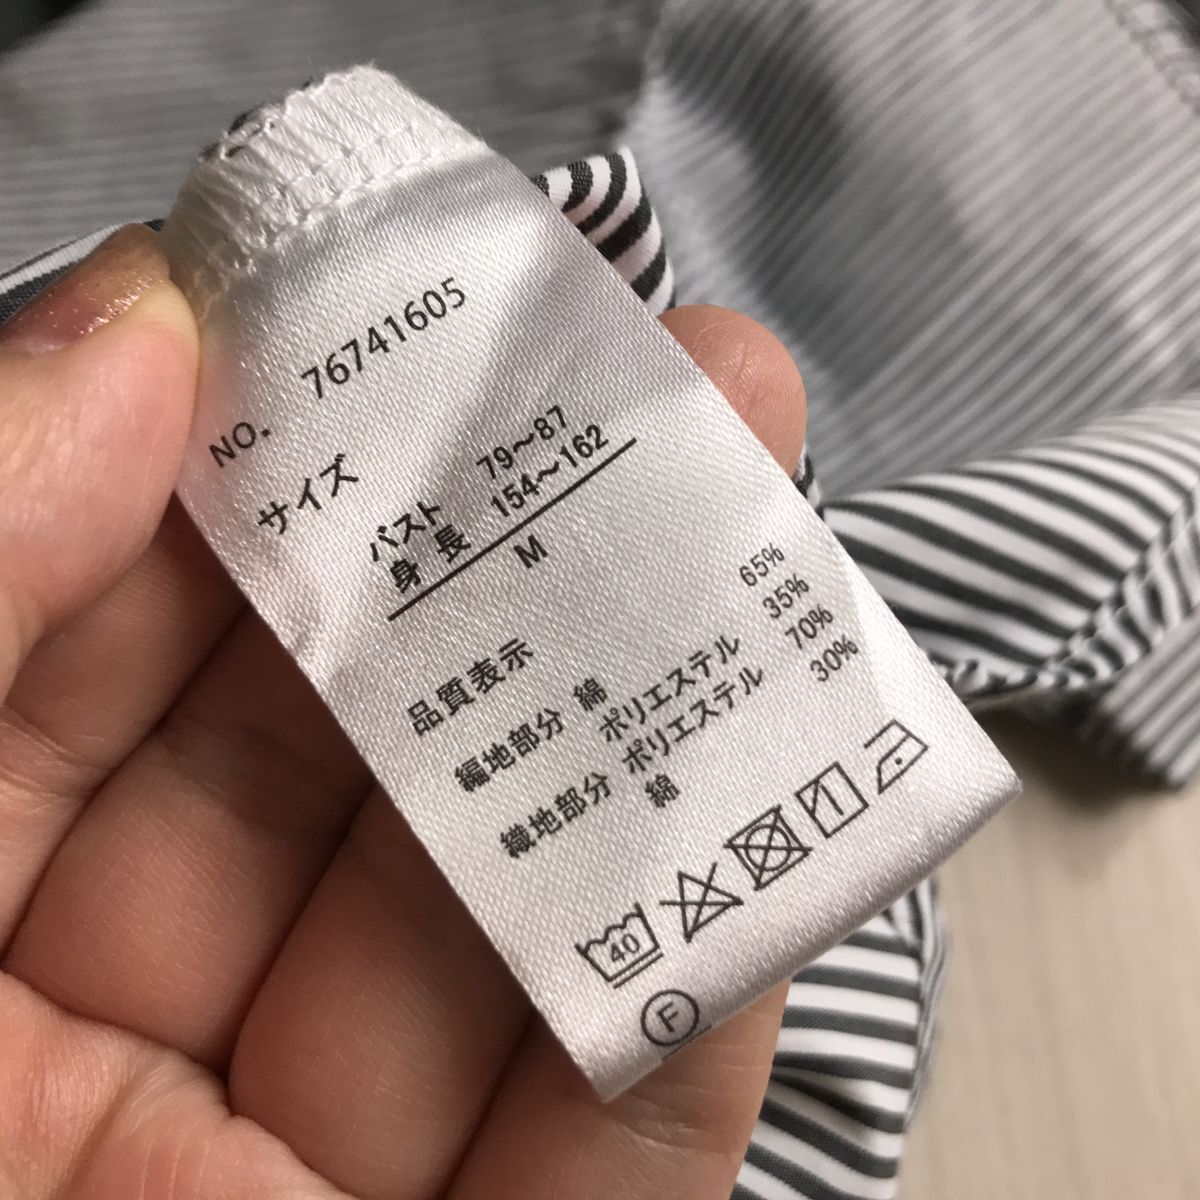 NO. 76741605
サイズ
バスト 79～87
身 長 154～162
M
品質表示
編地部分 綿 65%
ポリエステル 35%
織地部分 ポリエステル 70%
綿 30%
40
F